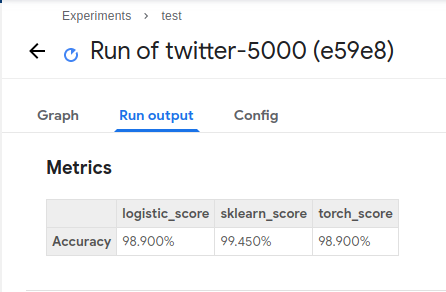 Experiments > test
Run of twitter-5000 (e59e8)
Graph Run output Config
Metrics
logistic_score sklearn_score torch_score
Accuracy 98.900% 99.450% 98.900%